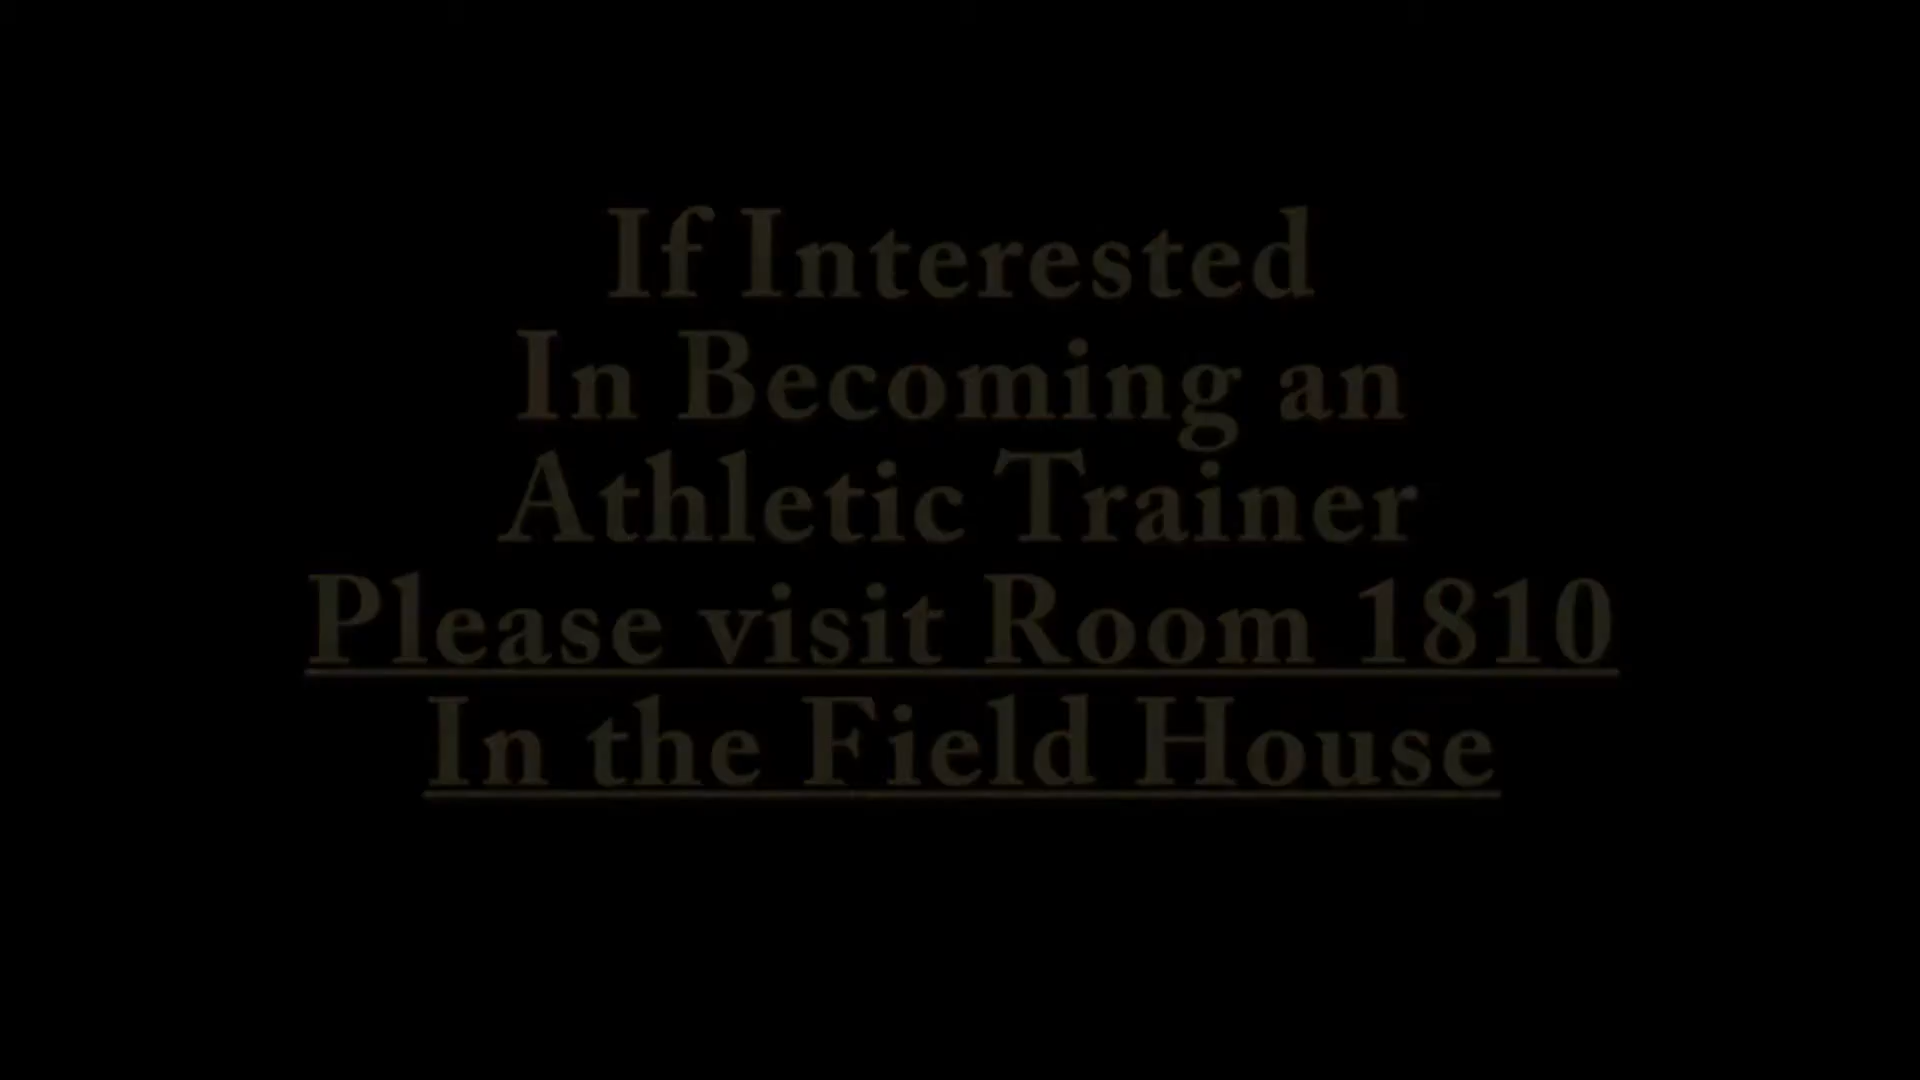 If Interested
In Becoming an
Athletic Trainer
Please visit Room 1810
In the Field House